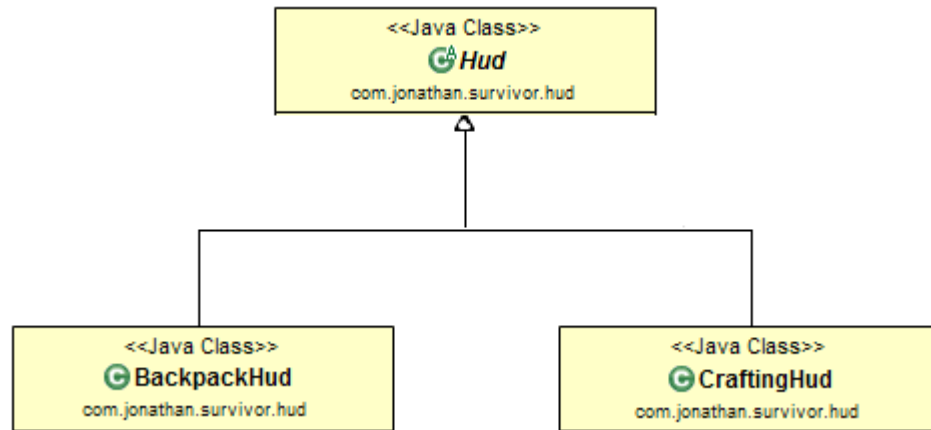 <<Java Class>>
Hud
com.jonathan.survivor.hud
<<Java Class>>
BackpackHud
com.jonathan.survivor.hud
<<Java Class>>
CraftingHud
com.jonathan.survivor.hud